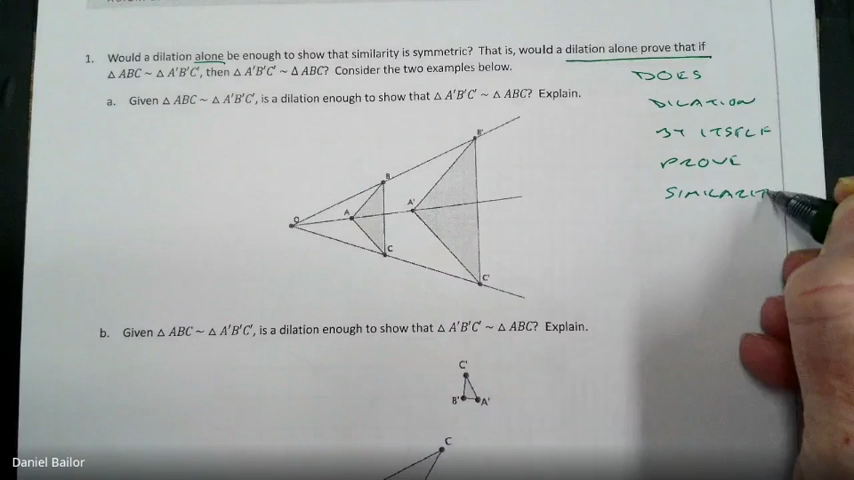 1. Would a dilation alone be enough to show that similarity is symmetric? That is, would a dilation alone prove that if
△ ABC ~ △ A'B'C', then △ A'B'C' ~ △ ABC? Consider the two examples below.
DOES
a. Given △ ABC ~ △ A'B'C', is a dilation enough to show that △ A'B'C' ~ △ ABC? Explain.
DILATION
BY ITSELF
PROVE
SIMILARIT
B'
B
A
A'
O
C
C'
b. Given △ ABC ~ △ A'B'C', is a dilation enough to show that △ A'B'C' ~ △ ABC? Explain.
C'
B' A'
C
Daniel Bailor